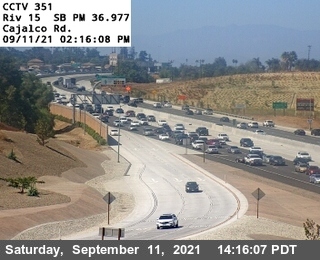 CCTV 351
Riv 15 SB PM 36.977
Cajalco Rd.
09/11/21 02:16:08 PM
Saturday, September 11, 2021 14:16:07 PDT